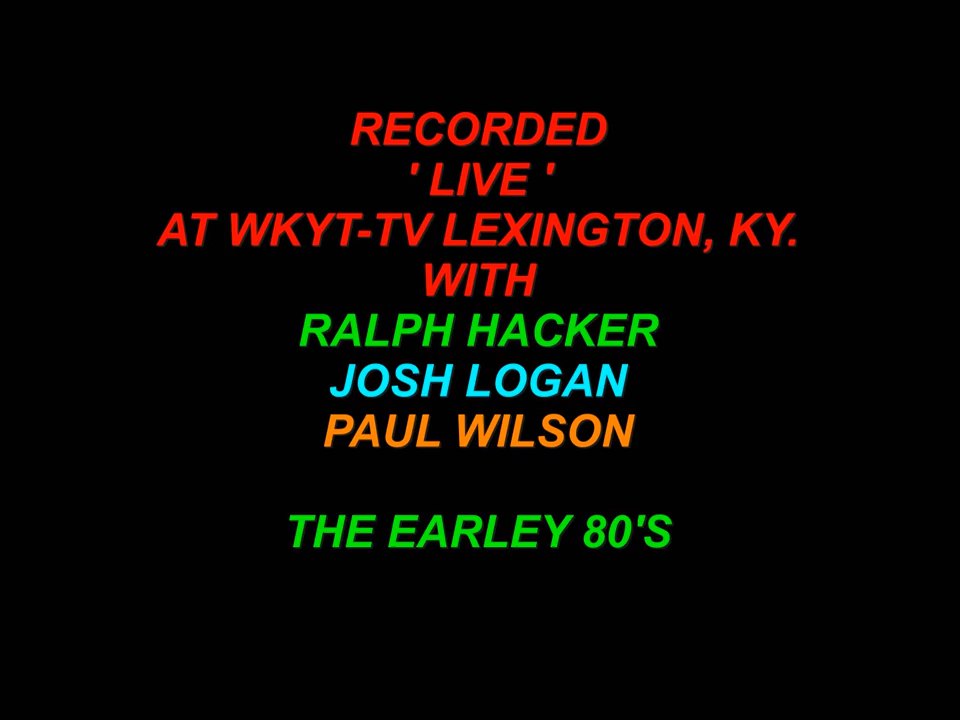 RECORDED
' LIVE '
AT WKYT-TV LEXINGTON, KY.
WITH
RALPH HACKER
JOSH LOGAN
PAUL WILSON
THE EARLEY 80'S